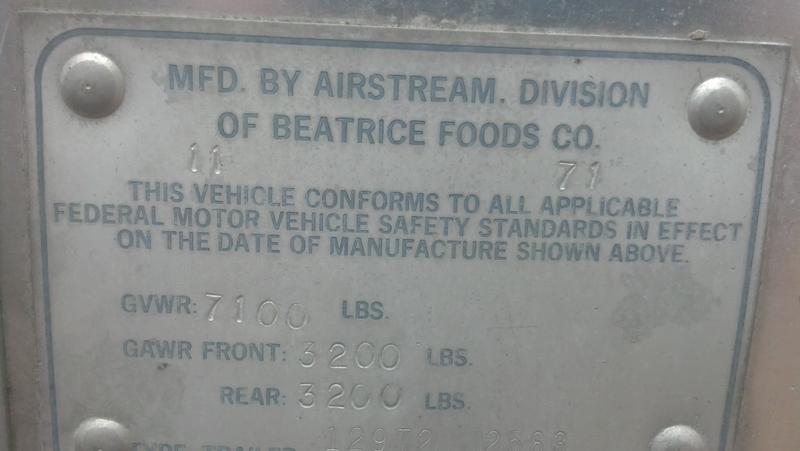 MFD. BY AIRSTREAM. DIVISION
OF BEATRICE FOODS CO.
11 71
THIS VEHICLE CONFORMS TO ALL APPLICABLE
FEDERAL MOTOR VEHICLE SAFETY STANDARDS IN EFFECT
ON THE DATE OF MANUFACTURE SHOWN ABOVE.
GVWR: 7100 LBS.
GAWR FRONT: 3200 LBS.
REAR: 3200 LBS.
TYPE TRAILER